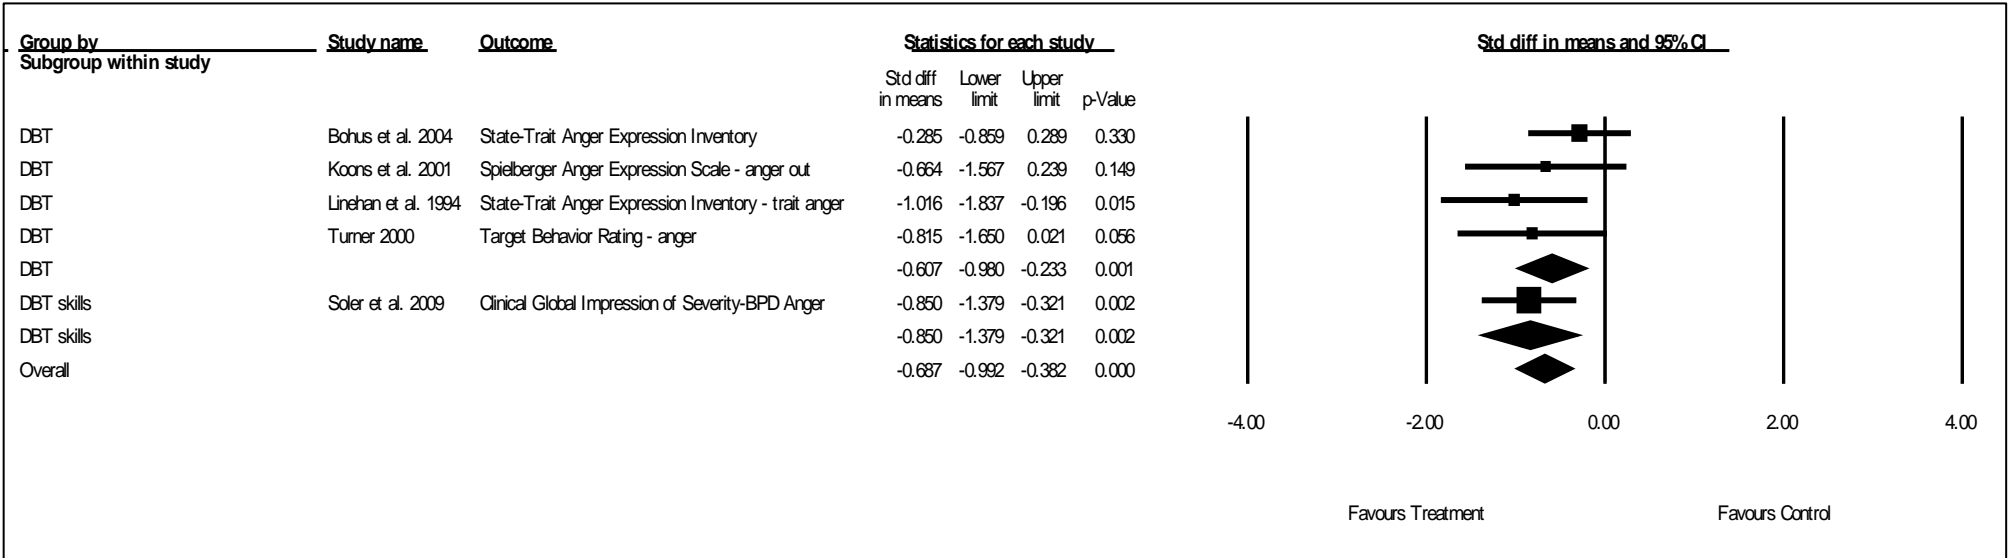 Group by Study name Outcome Statistics for each study Std diff in means and 95% CI
Subgroup within study
Std diff Lower Upper
in means limit limit p-Value
DBT Bohus et al. 2004 State-Trait Anger Expression Inventory -0.285 -0.859 0.289 0.330
DBT Koons et al. 2001 Spielberger Anger Expression Scale - anger out -0.664 -1.567 0.239 0.149
DBT Linehan et al. 1994 State-Trait Anger Expression Inventory - trait anger -1.016 -1.837 -0.196 0.015
DBT Turner 2000 Target Behavior Rating - anger -0.815 -1.650 0.021 0.056
DBT -0.607 -0.980 -0.233 0.001
DBT skills Soler et al. 2009 Clinical Global Impression of Severity-BPD Anger -0.850 -1.379 -0.321 0.002
DBT skills -0.850 -1.379 -0.321 0.002
Overall -0.687 -0.992 -0.382 0.000
-4.00 -2.00 0.00 2.00 4.00
Favours Treatment Favours Control